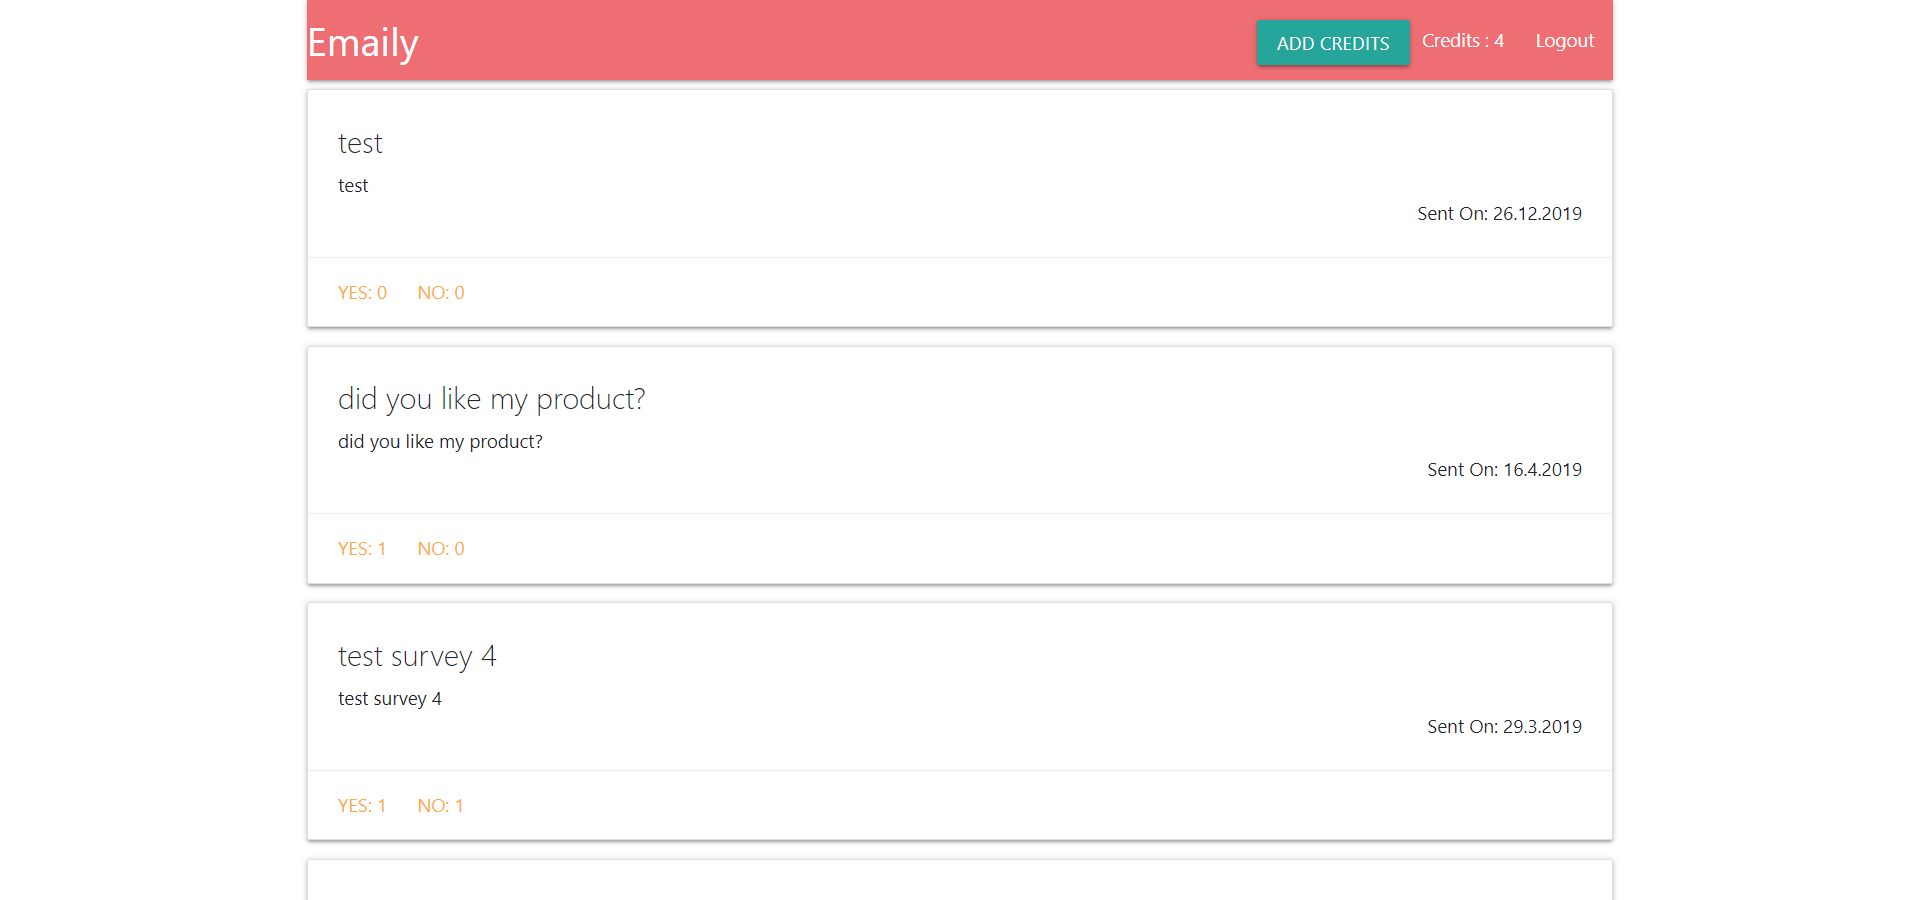 Emaily
ADD CREDITS Credits : 4 Logout
test
test
Sent On: 26.12.2019
YES: 0 NO: 0
did you like my product?
did you like my product?
Sent On: 16.4.2019
YES: 1 NO: 0
test survey 4
test survey 4
Sent On: 29.3.2019
YES: 1 NO: 1